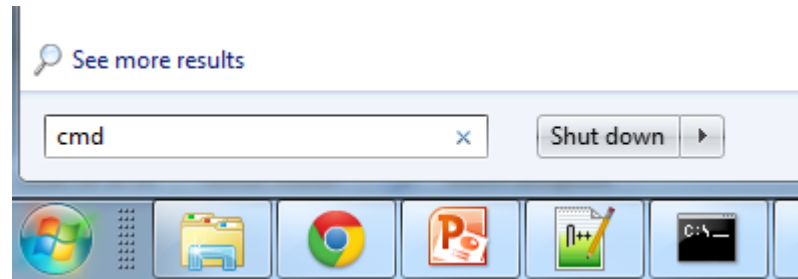 See more results
cmd
Shut down
P
n++
C:\_